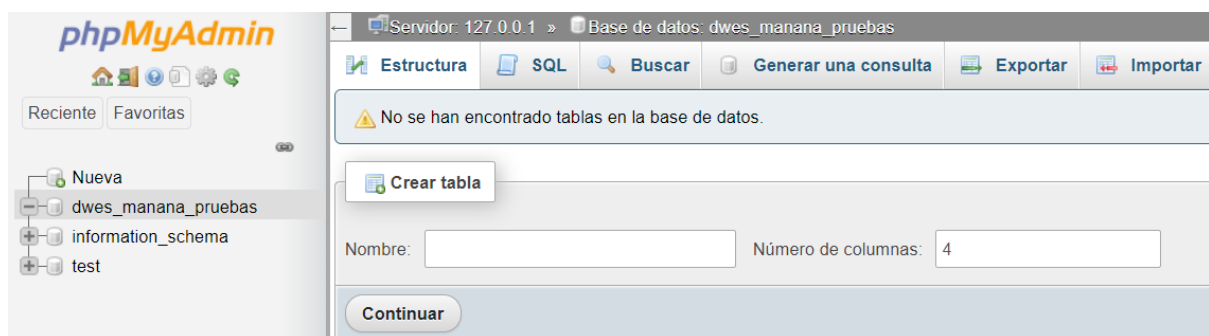 phpMyAdmin
Reciente Favoritas
Nueva
dwes_manana_pruebas
information_schema
test
← Servidor: 127.0.0.1 » Base de datos: dwes_manana_pruebas
Estructura SQL Buscar Generar una consulta Exportar Importar
No se han encontrado tablas en la base de datos.
Crear tabla
Nombre: Número de columnas: 4
Continuar